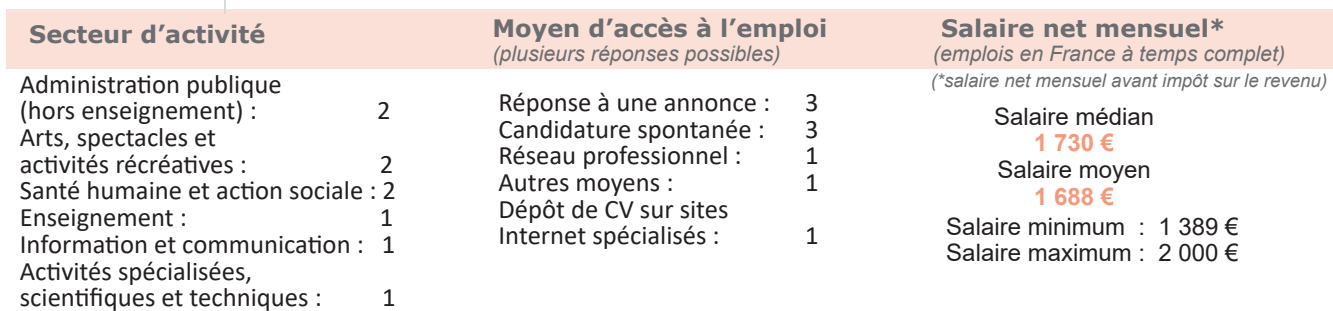 Secteur d’activité
Administration publique
(hors enseignement) : 2
Arts, spectacles et
activités récréatives : 2
Santé humaine et action sociale : 2
Enseignement : 1
Information et communication : 1
Activités spécialisées,
scientifiques et techniques : 1
Moyen d’accès à l’emploi
(plusieurs réponses possibles)
Réponse à une annonce : 3
Candidature spontanée : 3
Réseau professionnel : 1
Autres moyens : 1
Dépôt de CV sur sites
Internet spécialisés : 1
Salaire net mensuel*
(emplois en France à temps complet)
(*salaire net mensuel avant impôt sur le revenu)
Salaire médian
1 730 €
Salaire moyen
1 688 €
Salaire minimum : 1 389 €
Salaire maximum : 2 000 €